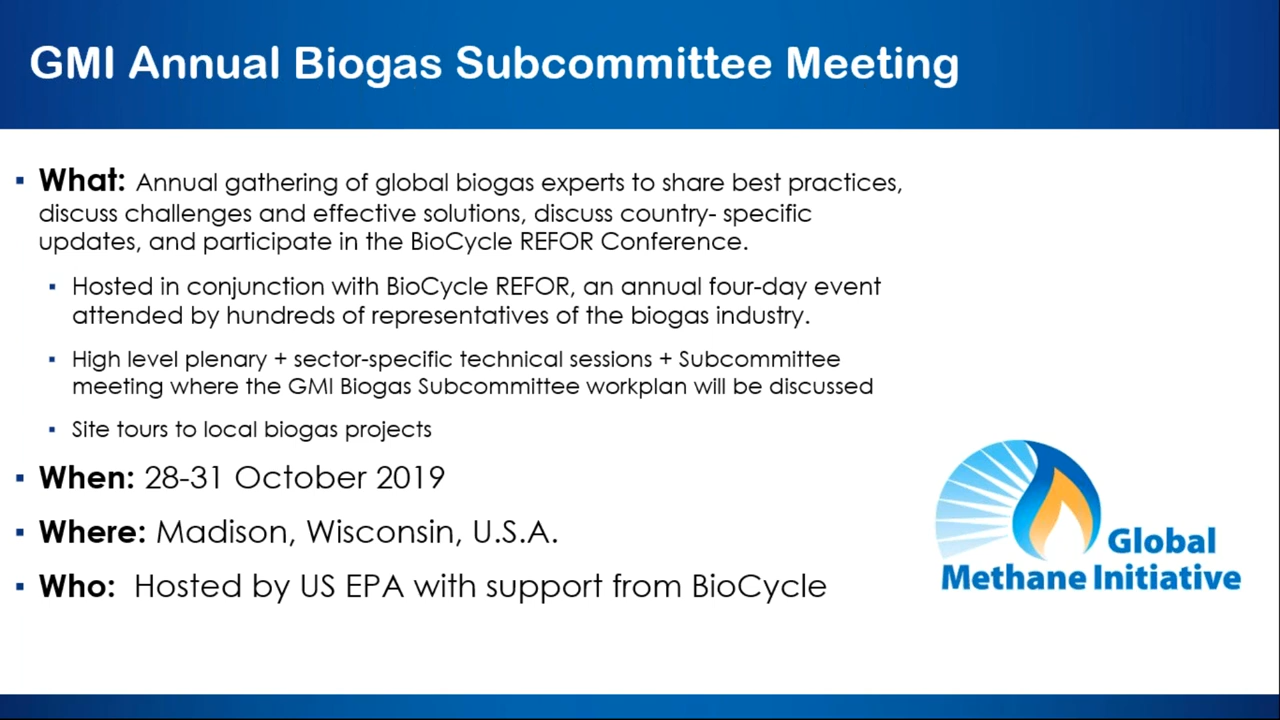 GMI Annual Biogas Subcommittee Meeting
▪ What: Annual gathering of global biogas experts to share best practices,
discuss challenges and effective solutions, discuss country- specific
updates, and participate in the BioCycle REFOR Conference.
▪ Hosted in conjunction with BioCycle REFOR, an annual four-day event
attended by hundreds of representatives of the biogas industry.
▪ High level plenary + sector-specific technical sessions + Subcommittee
meeting where the GMI Biogas Subcommittee workplan will be discussed
▪ Site tours to local biogas projects
▪ When: 28-31 October 2019
▪ Where: Madison, Wisconsin, U.S.A.
▪ Who: Hosted by US EPA with support from BioCycle
Global
Methane Initiative